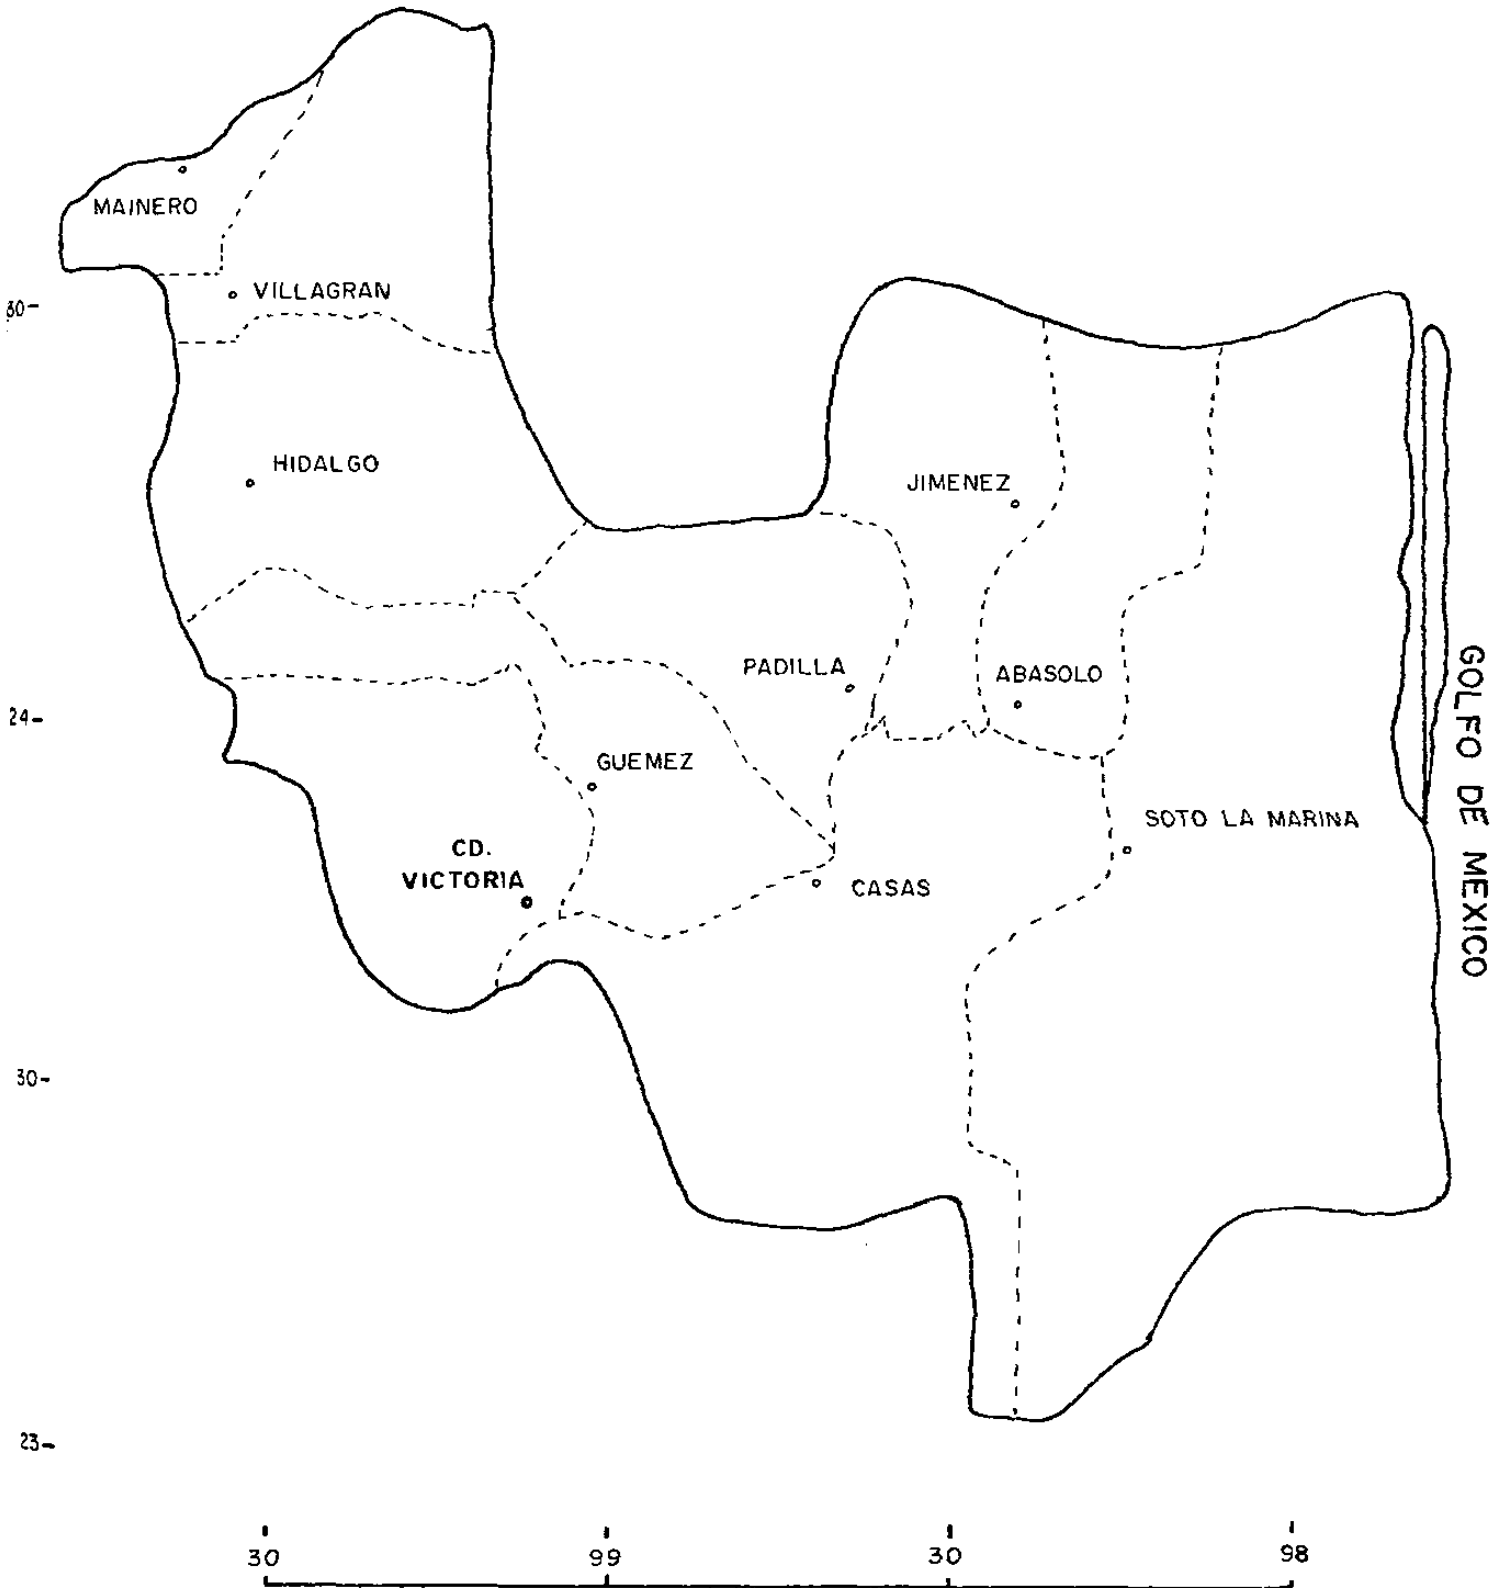 MAINERO
VILLAGRAN
30-
HIDALGO
JIMENEZ
PADILLA
ABASOLO
24-
GUEMEZ
SOTO LA MARINA
CD.
VICTORIA
CASAS
GOLFO DE MEXICO
30-
23-
30 99 30 98